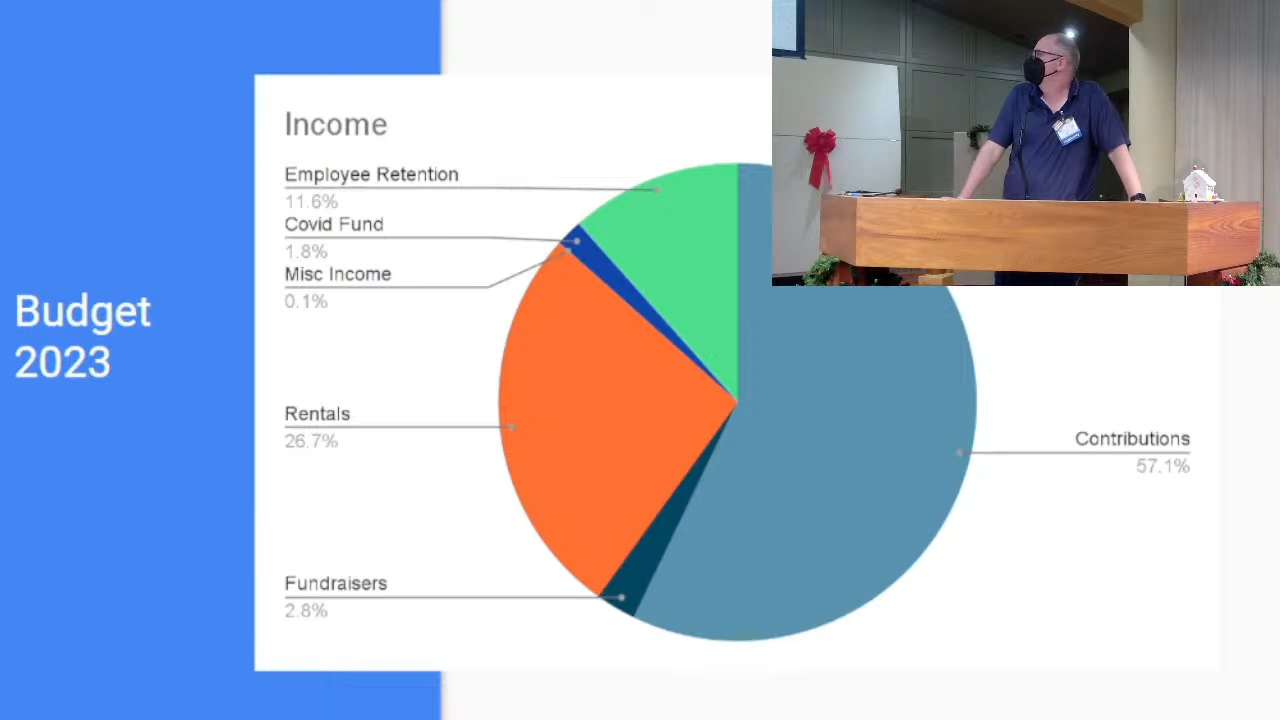 Budget
2023
Income
Employee Retention
11.6%
Covid Fund
1.8%
Misc Income
0.1%
Rentals
26.7%
Fundraisers
2.8%
Contributions
57.1%